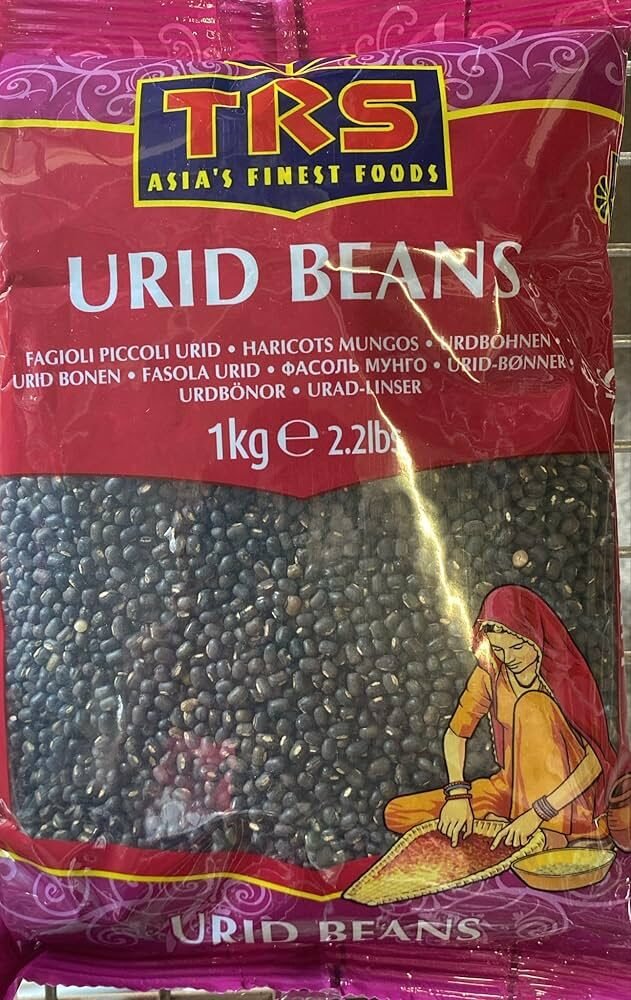 TRS
ASIA'S FINEST FOODS
URID BEANS
FAGIOLI PICCOLI URID • HARICOTS MUNGOS • URDBOHNEN •
URID BONEN • FASOLA URID • ФАСОЛЬ МУНГО • URID-BØNNER •
URDBÖNOR • URAD-LINSER
1kg ℮ 2.2lbs
URID BEANS